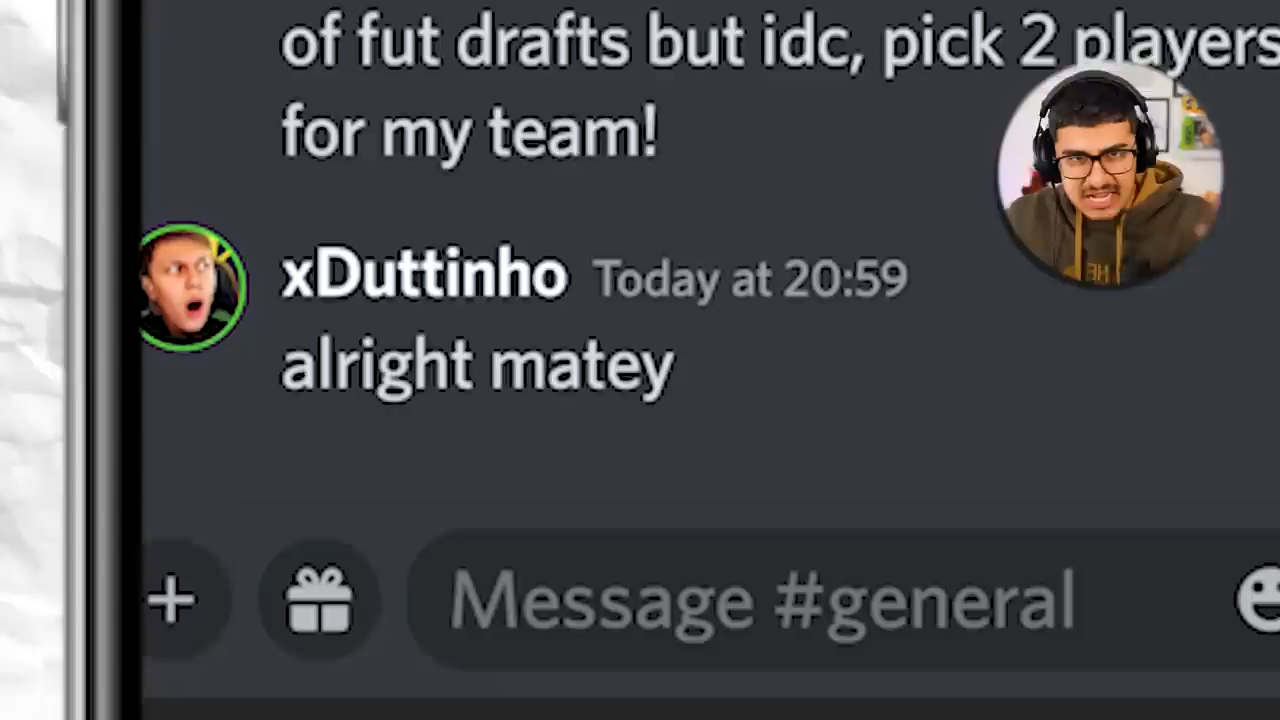 of fut drafts but idc, pick 2 players
for my team!
xDuttinho Today at 20:59
alright matey
Message #general